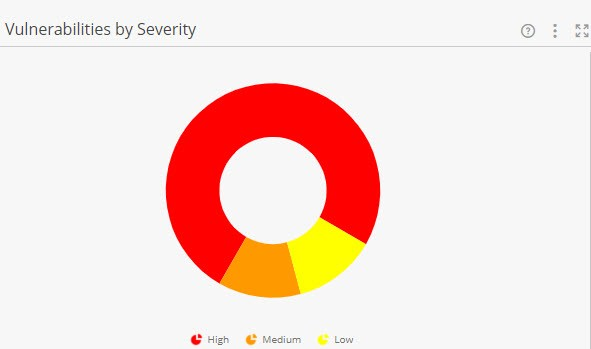 Vulnerabilities by Severity
?
High Medium Low